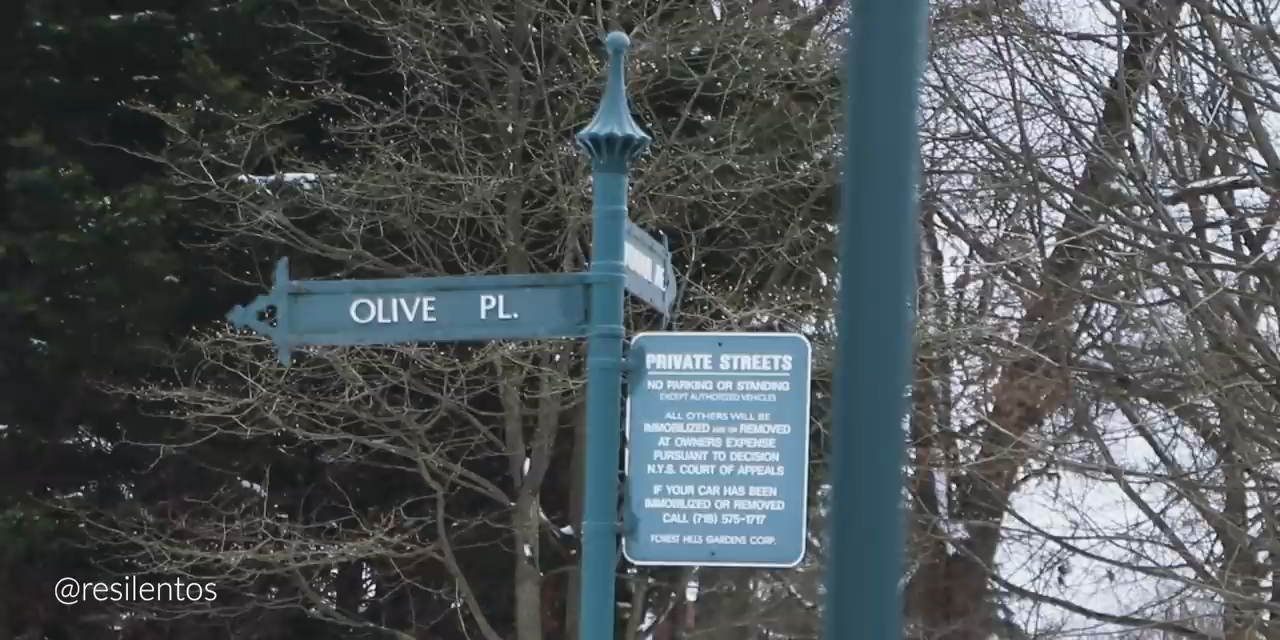 OLIVE PL.
PRIVATE STREETS
NO PARKING OR STANDING
EXCEPT AUTHORIZED VEHICLES
ALL OTHERS WILL BE
IMMOBILIZED AND OR REMOVED
AT OWNERS EXPENSE
PURSUANT TO DECISION
N.Y.S. COURT OF APPEALS
IF YOUR CAR HAS BEEN
IMMOBILIZED OR REMOVED
CALL (718) 575-1717
FOREST HILLS GARDENS CORP.
@resilentos